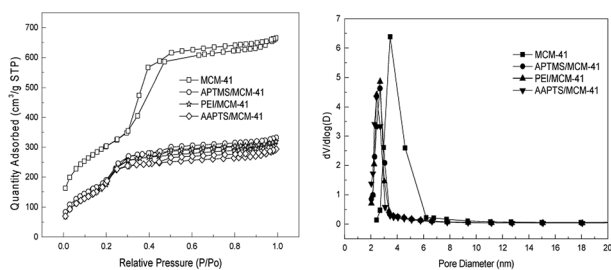 700
600
500
400
300
200
100
0
0.0 0.2 0.4 0.6 0.8 1.0
Quantity Adsorbed (cm³/g STP)
Relative Pressure (P/Po)
MCM-41
APTMS/MCM-41
PEI/MCM-41
AAPTS/MCM-41
7
6
5
4
3
2
1
0
0 2 4 6 8 10 12 14 16 18 20
dV/dlog(D)
Pore Diameter (nm)
MCM-41
APTMS/MCM-41
PEI/MCM-41
AAPTS/MCM-41